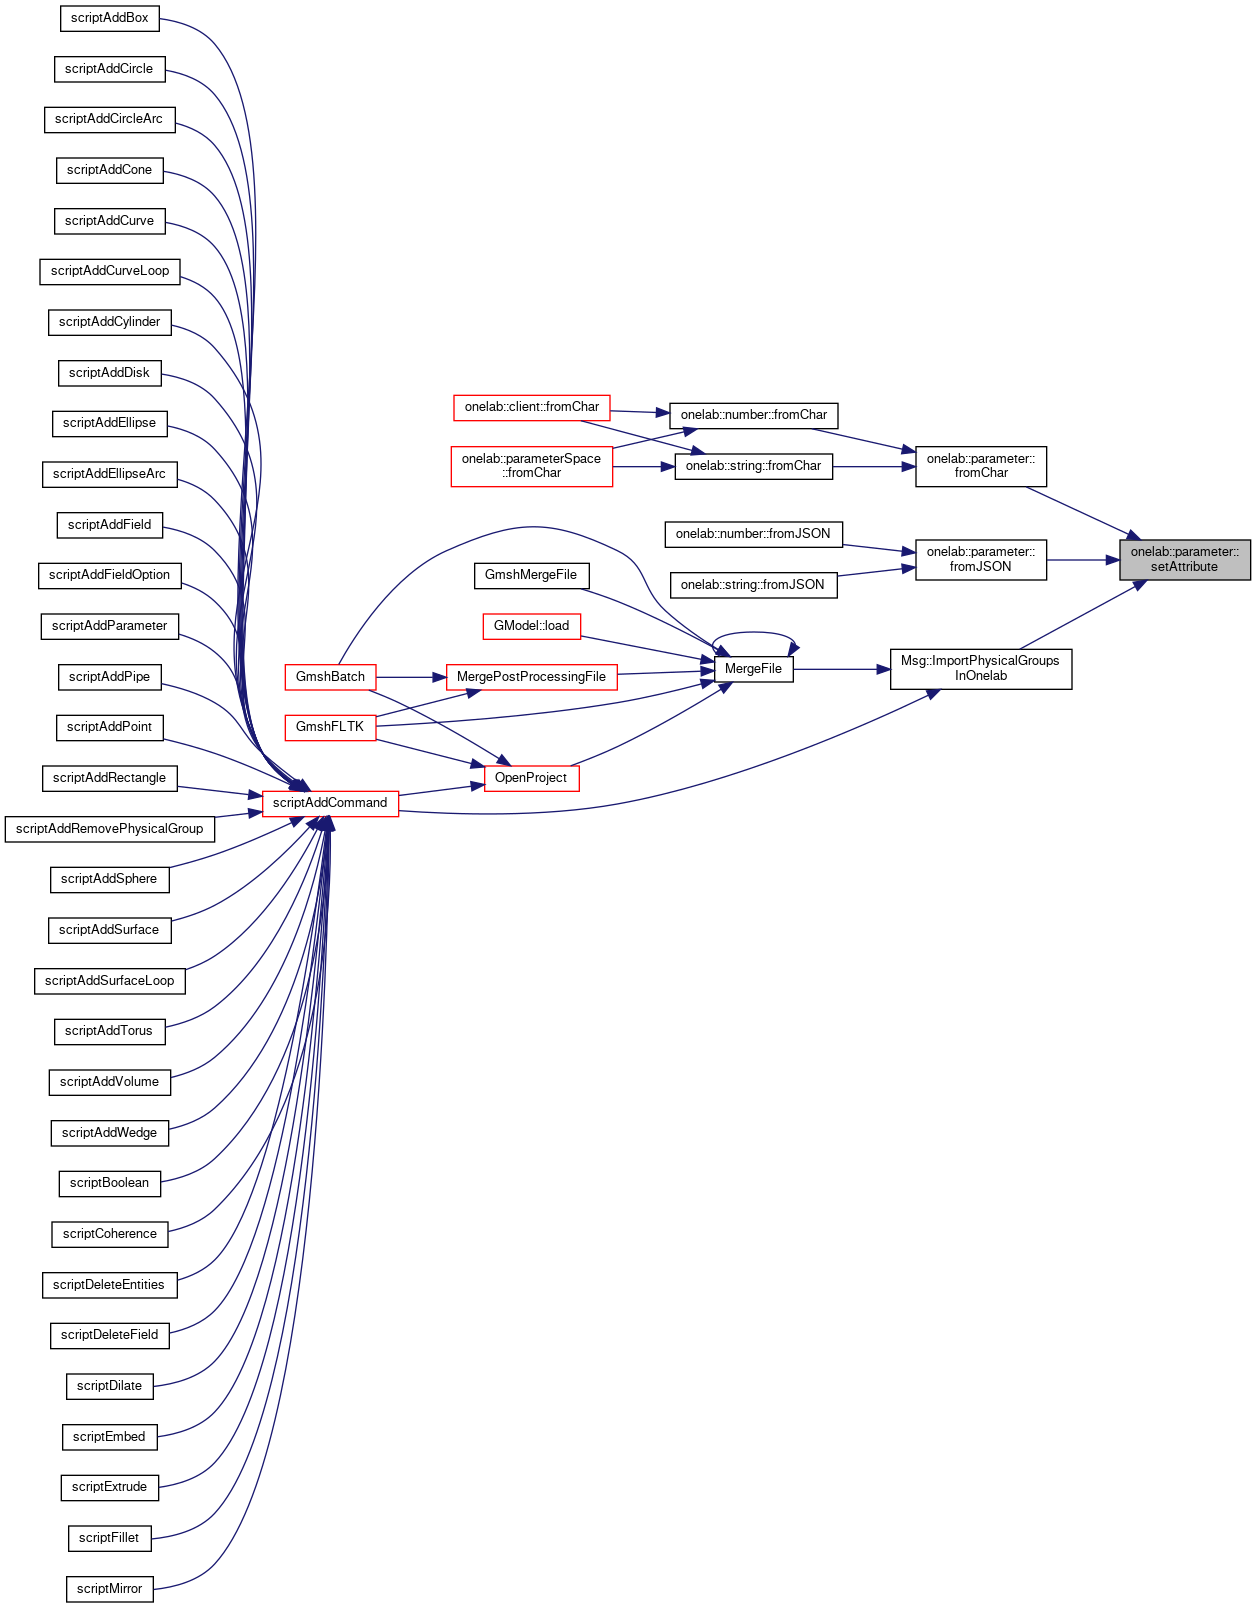 scriptAddBox
scriptAddCircle
scriptAddCircleArc
scriptAddCone
scriptAddCurve
scriptAddCurveLoop
scriptAddCylinder
scriptAddDisk
scriptAddEllipse
scriptAddEllipseArc
scriptAddField
scriptAddFieldOption
scriptAddParameter
scriptAddPipe
scriptAddPoint
scriptAddRectangle
scriptAddRemovePhysicalGroup
scriptAddSphere
scriptAddSurface
scriptAddSurfaceLoop
scriptAddTorus
scriptAddVolume
scriptAddWedge
scriptBoolean
scriptCoherence
scriptDeleteEntities
scriptDeleteField
scriptDilate
scriptEmbed
scriptExtrude
scriptFillet
scriptMirror
scriptAddCommand
GmshBatch
GmshFLTK
onelab::client::fromChar
onelab::parameterSpace
::fromChar
GmshMergeFile
GModel::load
MergePostProcessingFile
OpenProject
onelab::number::fromChar
onelab::string::fromChar
onelab::number::fromJSON
onelab::string::fromJSON
MergeFile
onelab::parameter::
fromChar
onelab::parameter::
fromJSON
Msg::ImportPhysicalGroups
InOnelab
onelab::parameter::
setAttribute